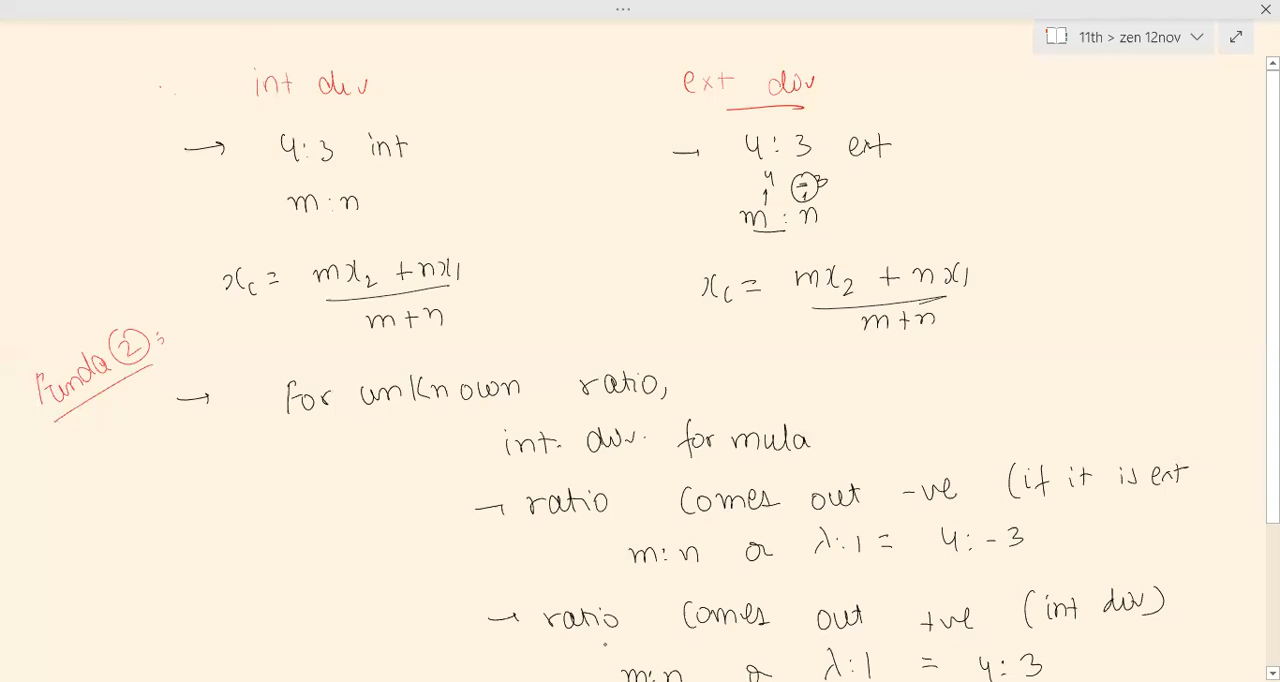 11th > zen 12nov
int div
ext div
→ 4:3 int
→ 4:3 ext
4 -3
m:n
m:n
xc = mx2 + nx1 / m+n
xc = mx2 + nx1 / m+n
Funda 2 :
→ For unknown ratio,
int. div. formula
→ ratio comes out -ve (if it is ext
m:n or λ:1 = 4:-3
→ ratio comes out +ve (int div)
m:n or λ:1 = 4:3